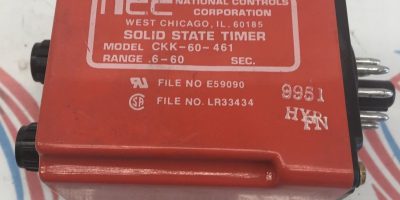 ncc NATIONAL CONTROLS
CORPORATION
WEST CHICAGO, IL. 60185
SOLID STATE TIMER
MODEL CKK-60-461
RANGE .6-60 SEC.
FILE NO E59090
FILE NO. LR33434
9951